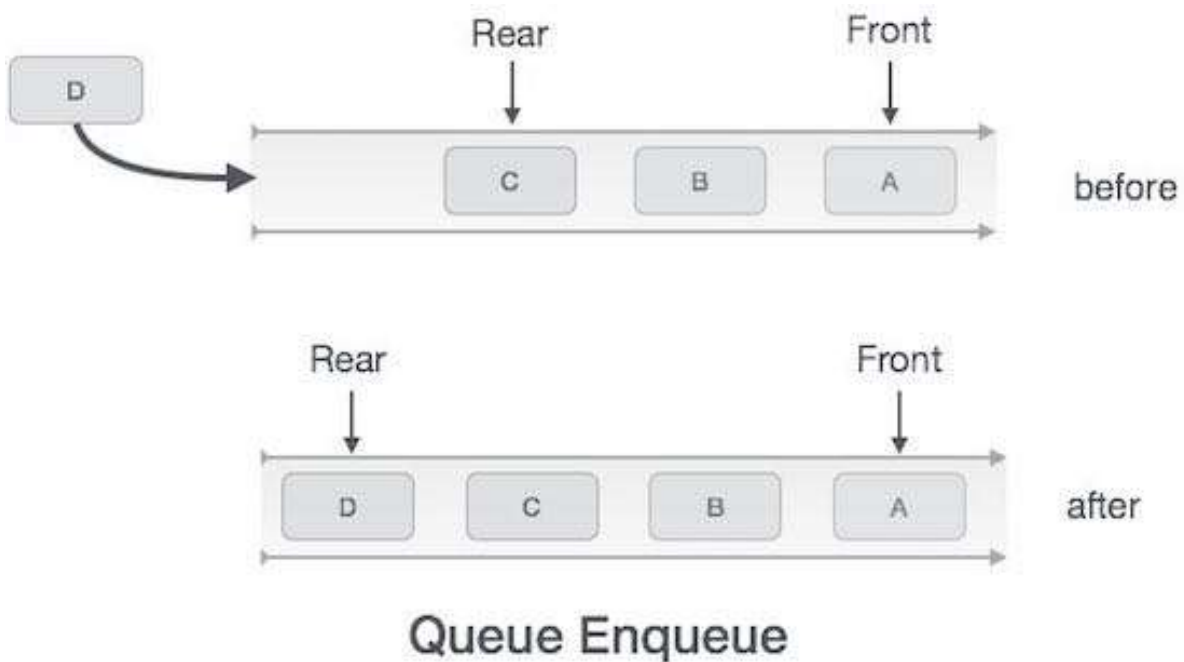 Rear Front
D
C B A
before
Rear Front
D C B A
after
Queue Enqueue